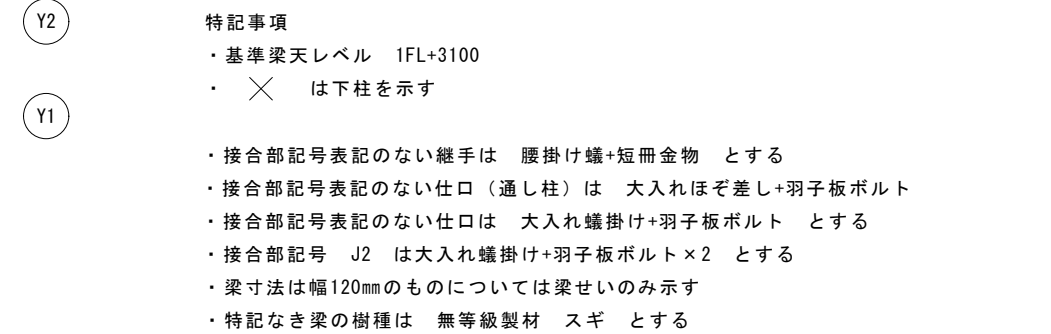 Y2
特記事項
・基準梁天レベル　1FL+3100
・　　　は下柱を示す
Y1
・接合部記号表記のない継手は　腰掛け蟻+短冊金物　とする
・接合部記号表記のない仕口（通し柱）は　大入れほぞ差し+羽子板ボルト
・接合部記号表記のない仕口は　大入れ蟻掛け+羽子板ボルト　とする
・接合部記号　J2　は大入れ蟻掛け+羽子板ボルト×2　とする
・梁寸法は幅120㎜のものについては梁せいのみ示す
・特記なき梁の樹種は　無等級製材　スギ　とする